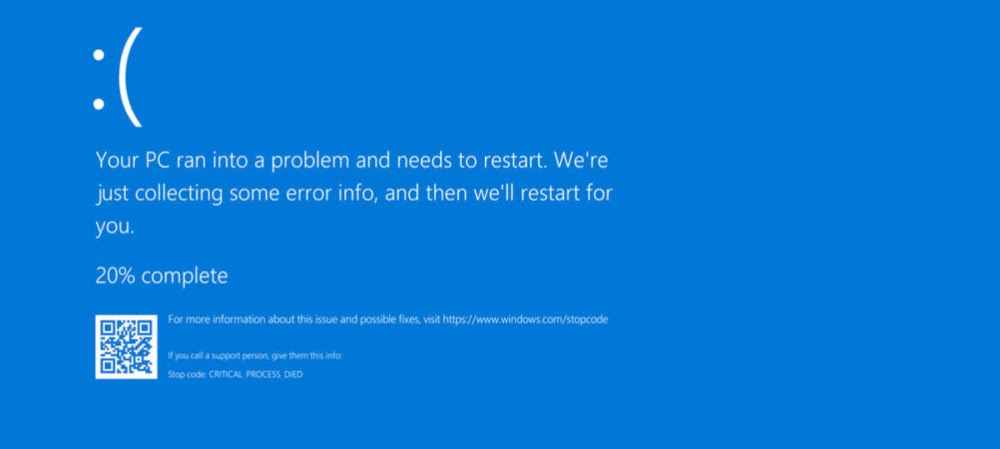 :(
Your PC ran into a problem and needs to restart. We're
just collecting some error info, and then we'll restart for
you.
20% complete
For more information about this issue and possible fixes, visit https://www.windows.com/stopcode
If you call a support person, give them this info:
Stop code: CRITICAL_PROCESS_DIED